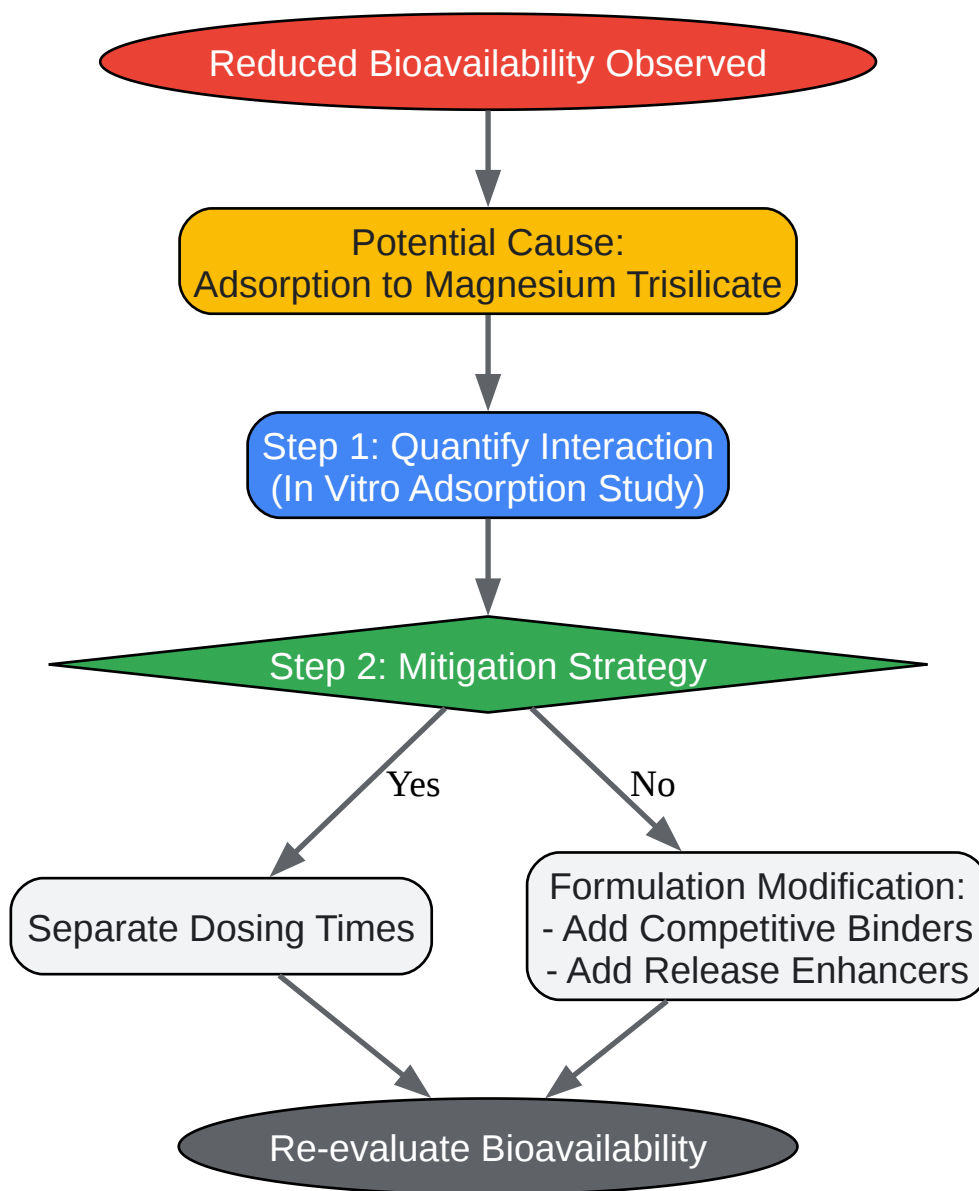 Reduced Bioavailability Observed
Potential Cause:
Adsorption to Magnesium Trisilicate
Step 1: Quantify Interaction
(In Vitro Adsorption Study)
Step 2: Mitigation Strategy
Yes
No
Separate Dosing Times
Formulation Modification:
- Add Competitive Binders
- Add Release Enhancers
Re-evaluate Bioavailability